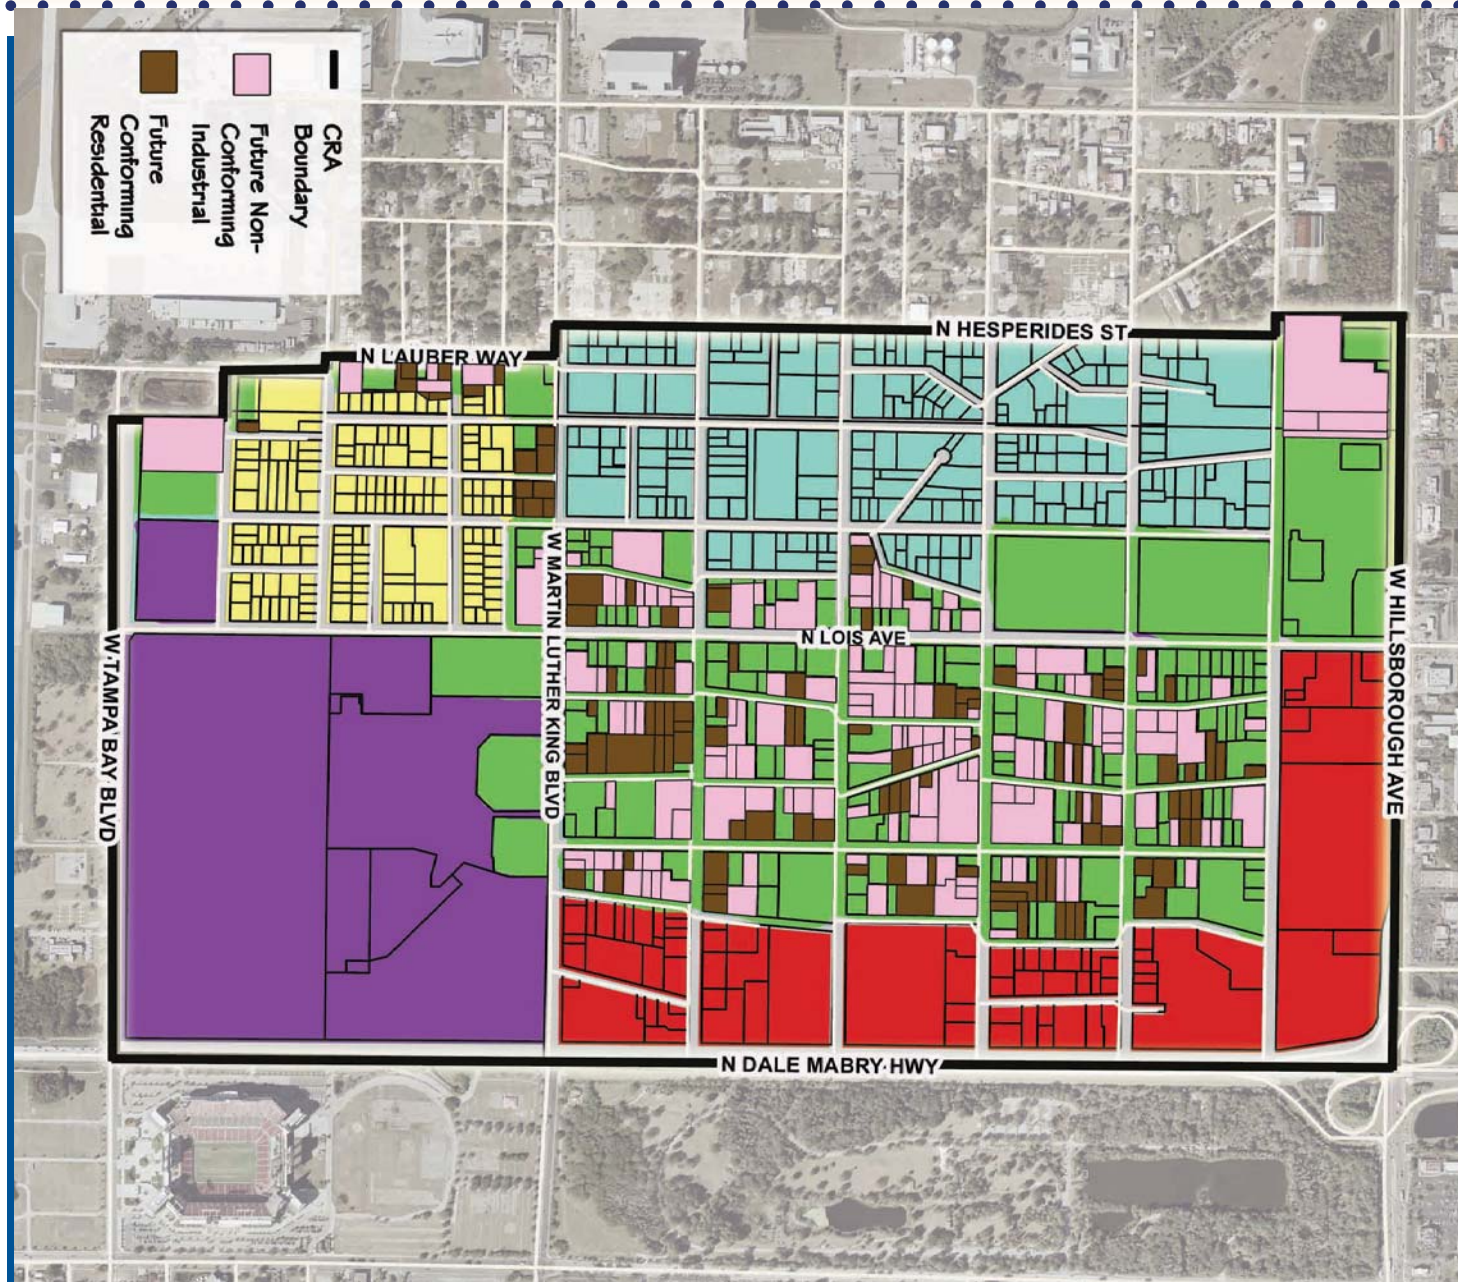 CRA
Boundary
Future Non-
Conforming
Industrial
Future
Conforming
Residential
N HESPERIDES ST
N LAUBER WAY
W MARTIN LUTHER KING BLVD
N LOIS AVE
W HILLSBOROUGH AVE
W TAMPA BAY BLVD
N DALE MABRY HWY